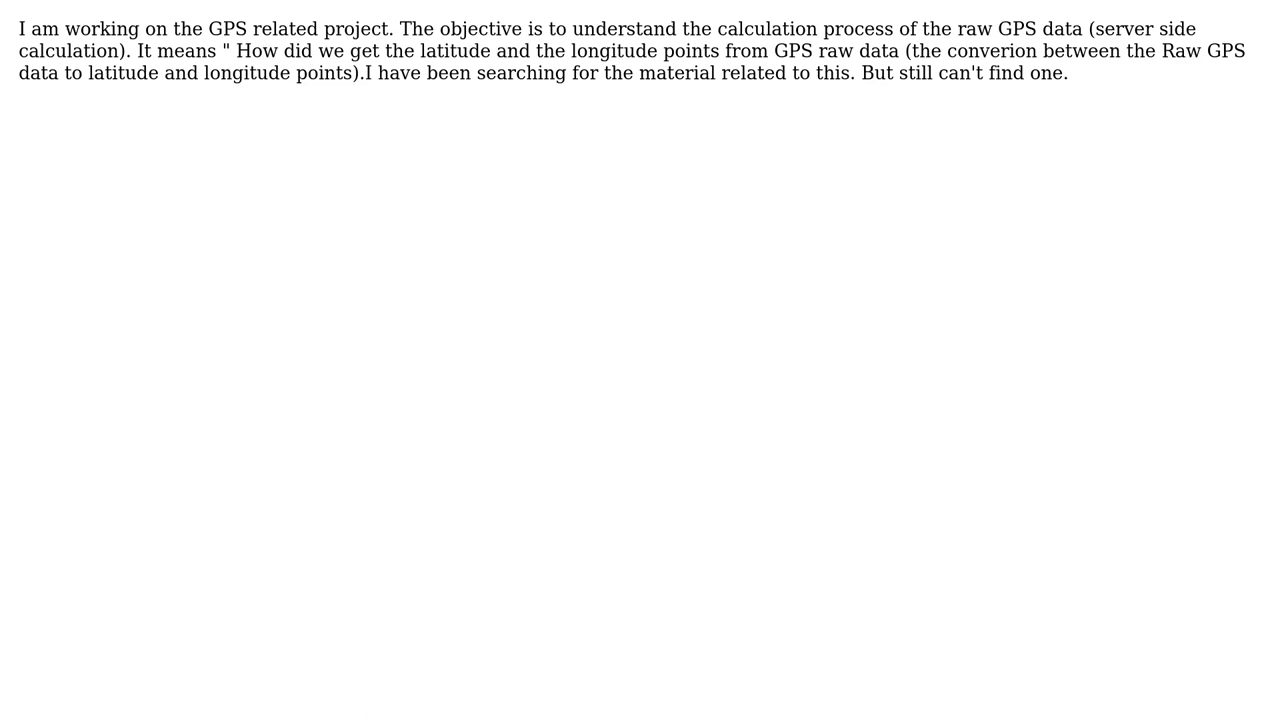 I am working on the GPS related project. The objective is to understand the calculation process of the raw GPS data (server side
calculation). It means " How did we get the latitude and the longitude points from GPS raw data (the converion between the Raw GPS
data to latitude and longitude points).I have been searching for the material related to this. But still can't find one.